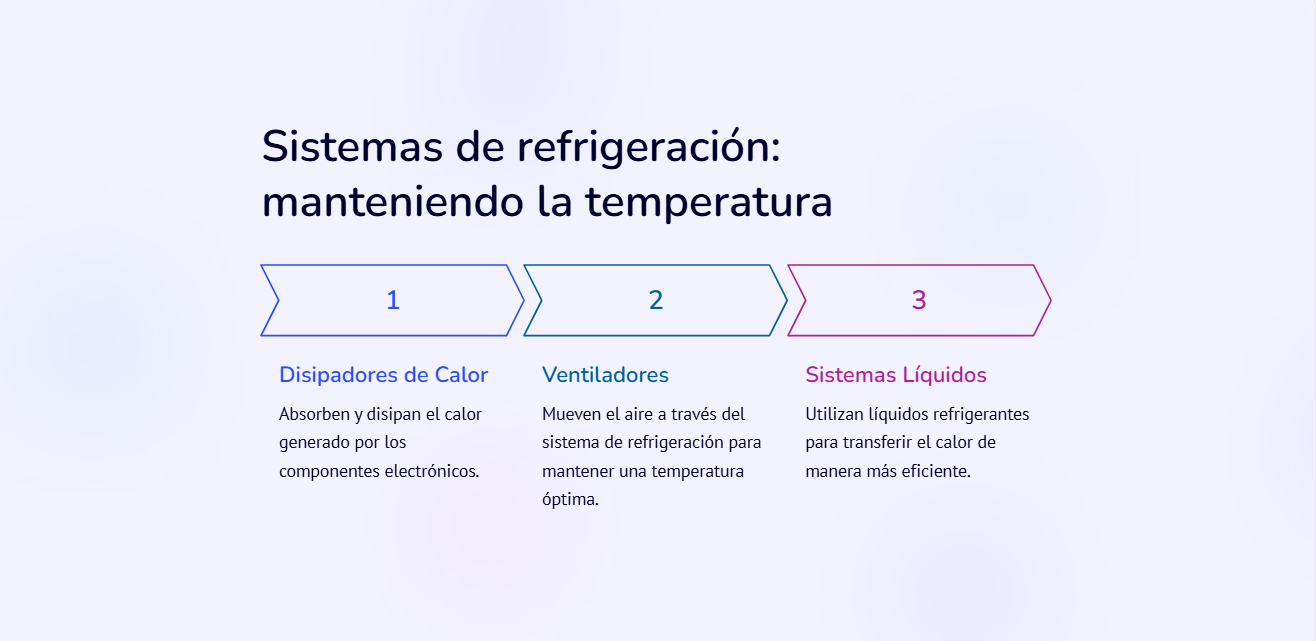 Sistemas de refrigeración:
manteniendo la temperatura
1
2
3
Disipadores de Calor
Absorben y disipan el calor
generado por los
componentes electrónicos.
Ventiladores
Mueven el aire a través del
sistema de refrigeración para
mantener una temperatura
óptima.
Sistemas Líquidos
Utilizan líquidos refrigerantes
para transferir el calor de
manera más eficiente.